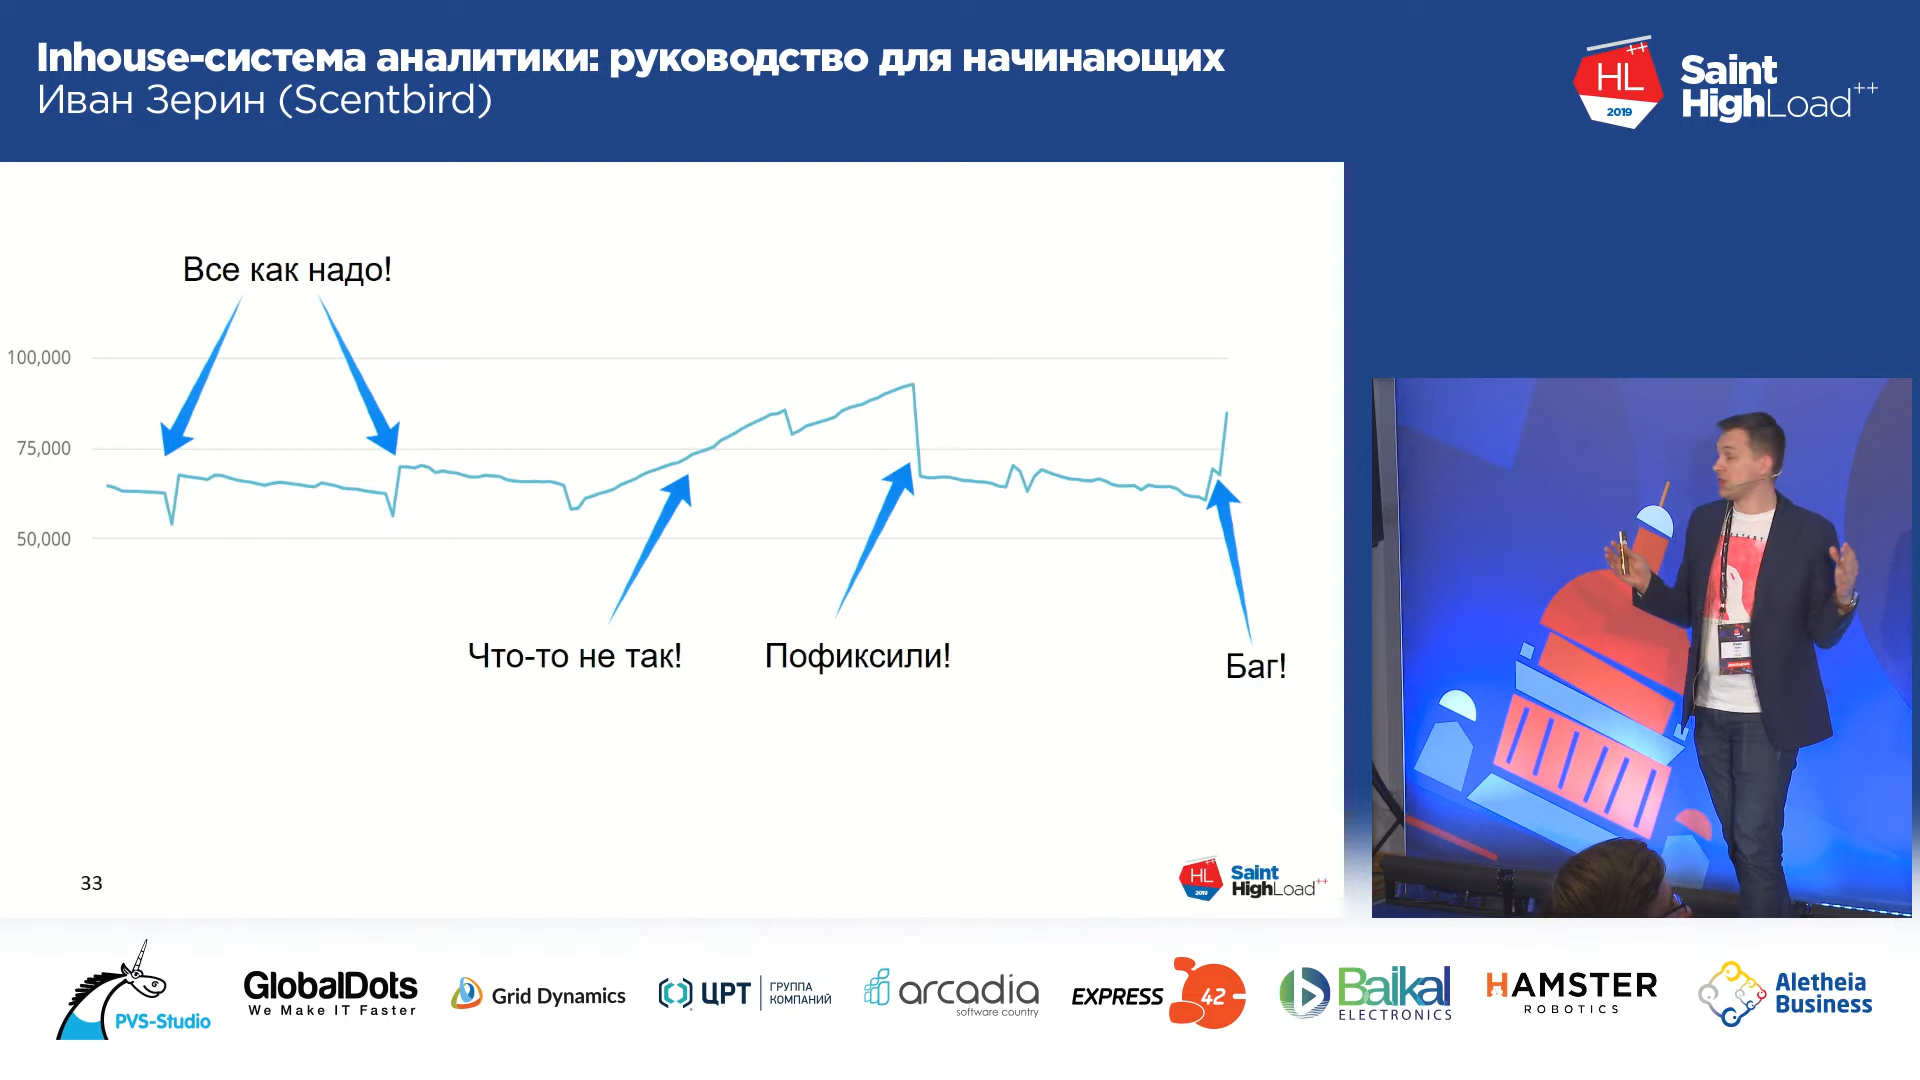 Inhouse-система аналитики: руководство для начинающих
Иван Зерин (Scentbird)
HL++
2019
Saint
HighLoad++
Все как надо!
100,000
75,000
50,000
Что-то не так!
Пофиксили!
Баг!
33
HL++
2019
Saint
HighLoad++
PVS-Studio
GlobalDots
We Make IT Faster
Grid Dynamics
ЦРТ ГРУППА
КОМПАНИЙ
arcadia
software country
EXPRESS 42
Baikal
ELECTRONICS
HAMSTER
ROBOTICS
Aletheia
Business